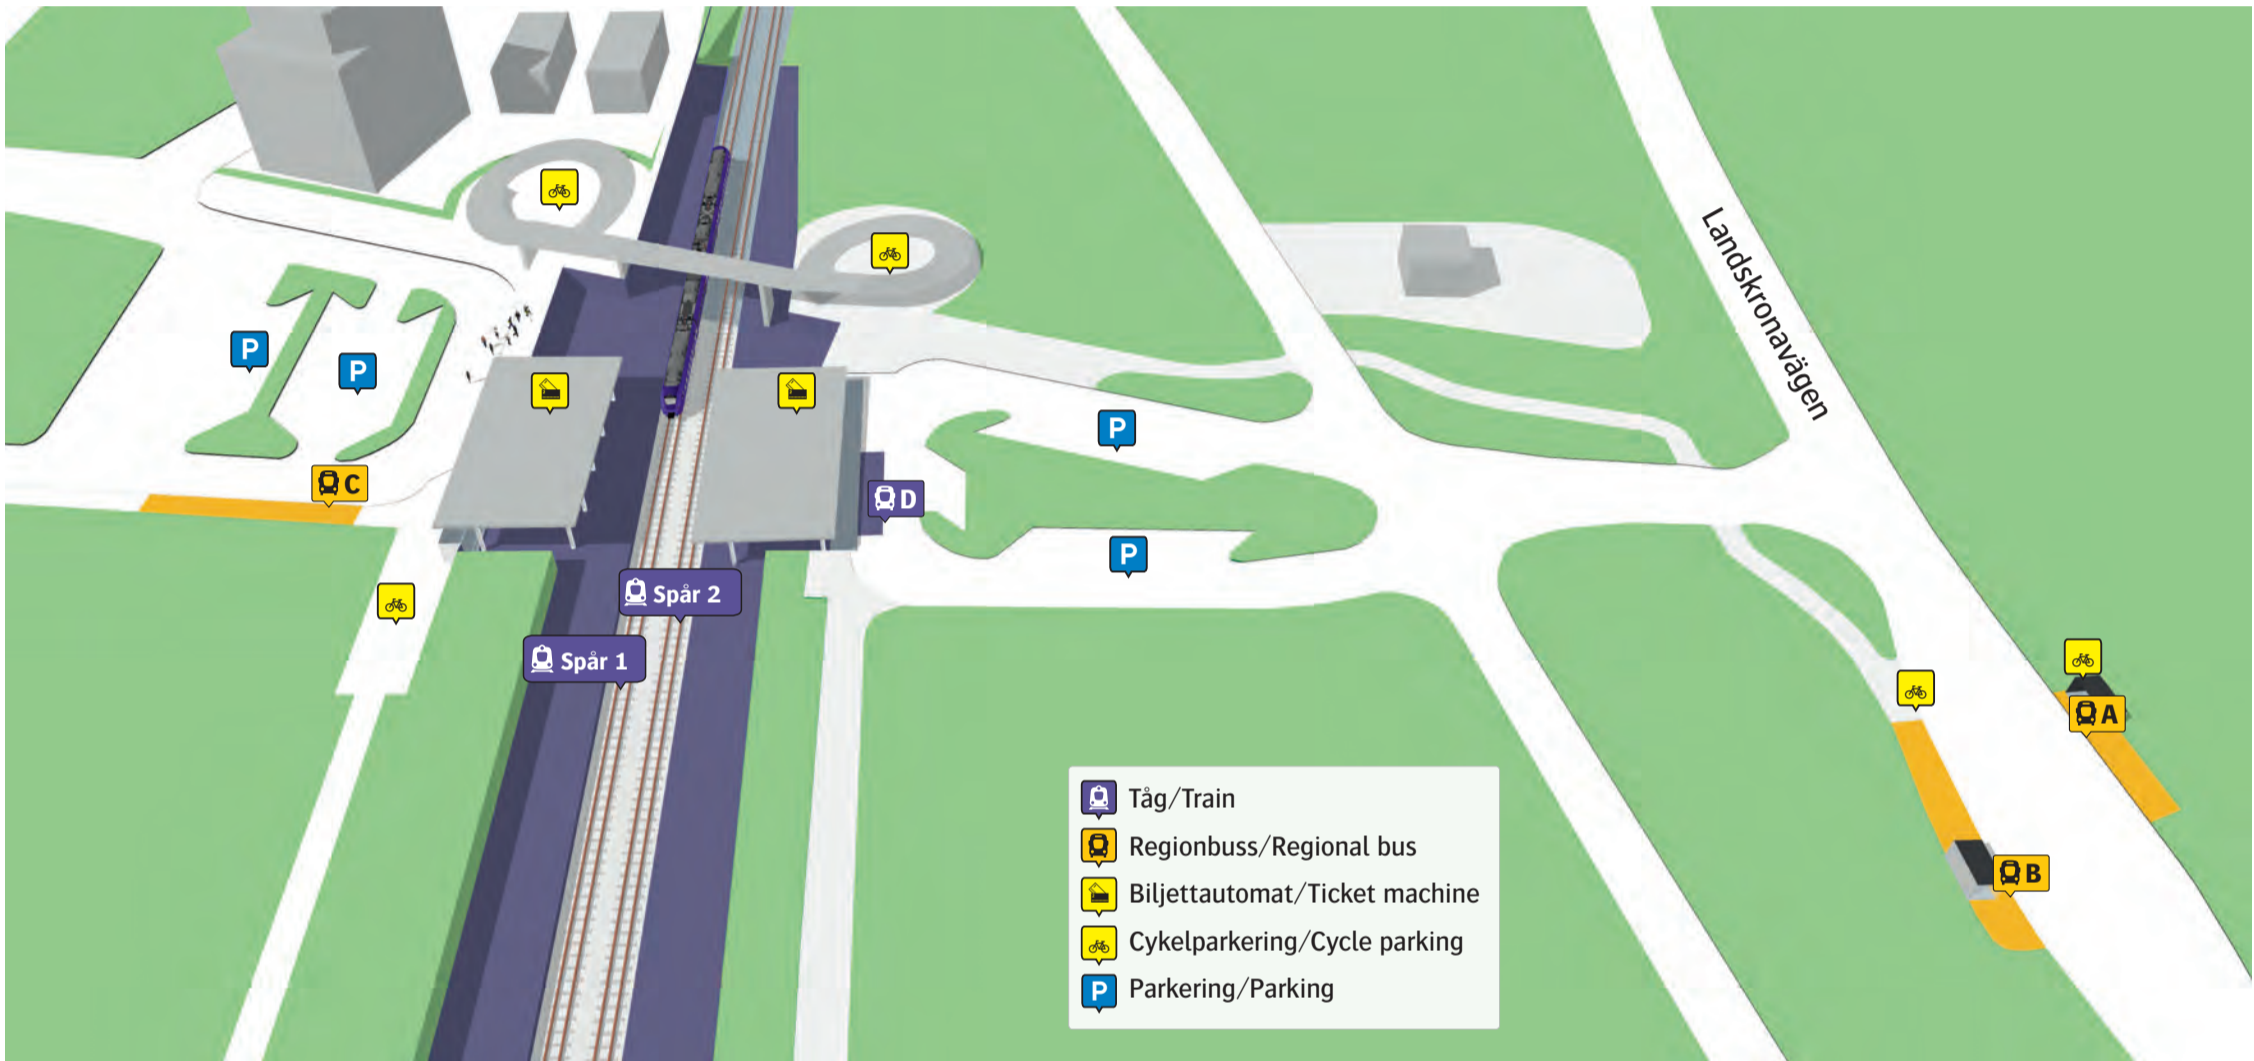 Landskronavägen
P
P
P
C
D
P
Spår 2
Spår 1
A
B
Tåg/Train
Regionbuss/Regional bus
Biljettautomat/Ticket machine
Cykelparkering/Cycle parking
P Parkering/Parking